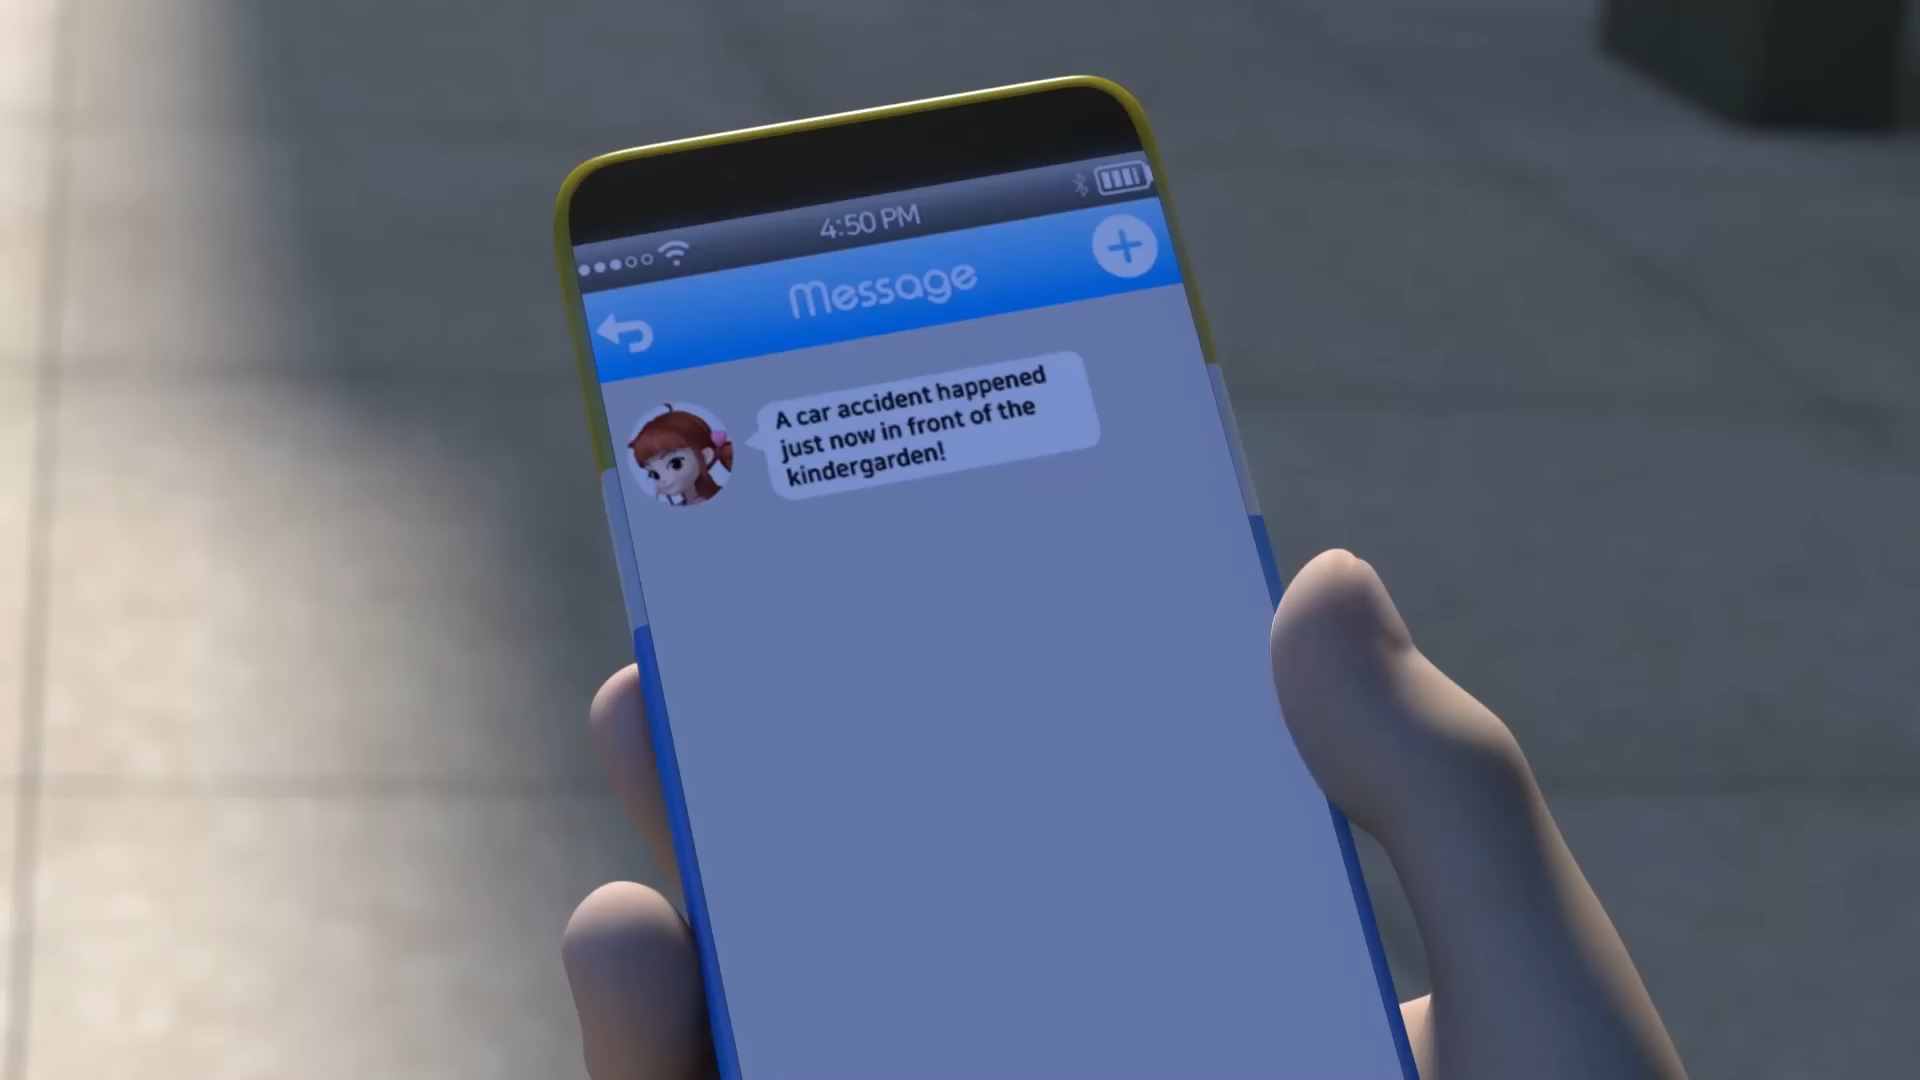 4:50 PM
Message
A car accident happened
just now in front of the
kindergarden!